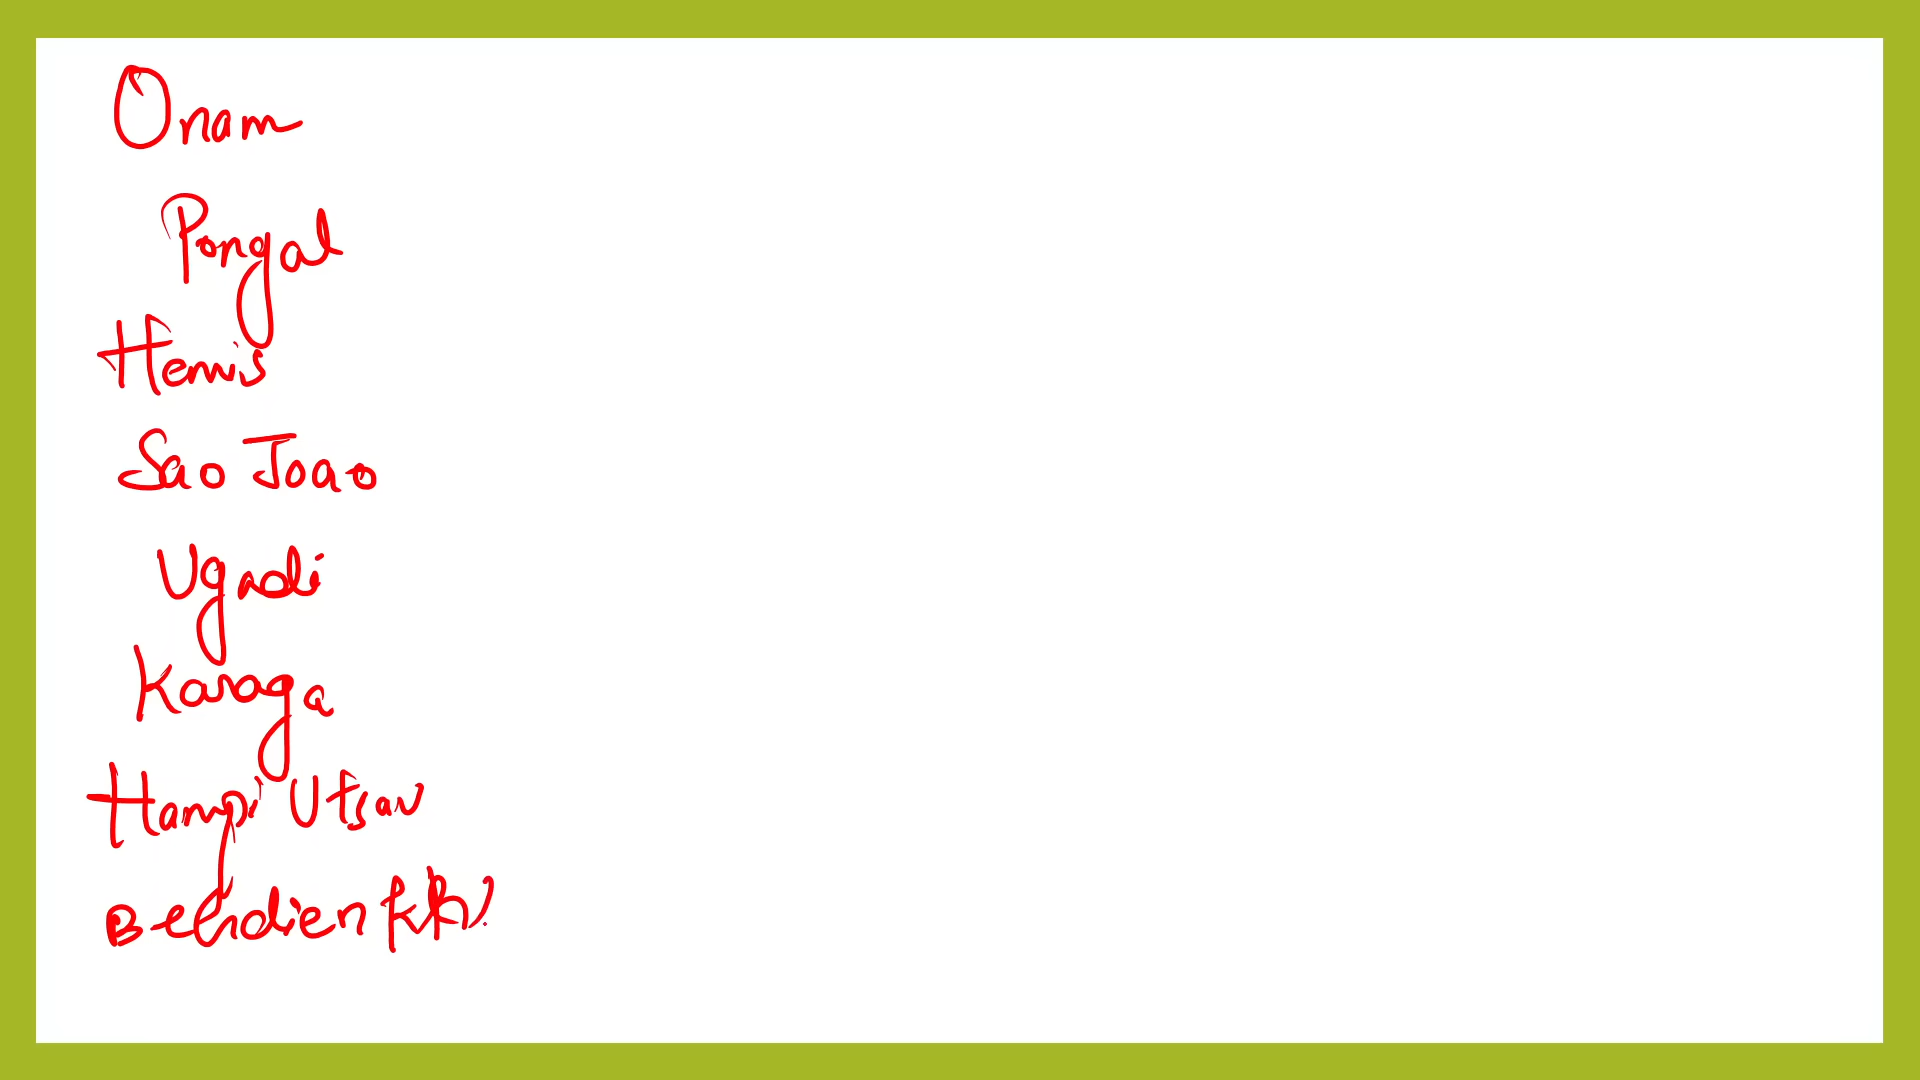 Onam
Pongal
Hemis
Sao Joao
Ugadi
Karaga
Hampi Utsav